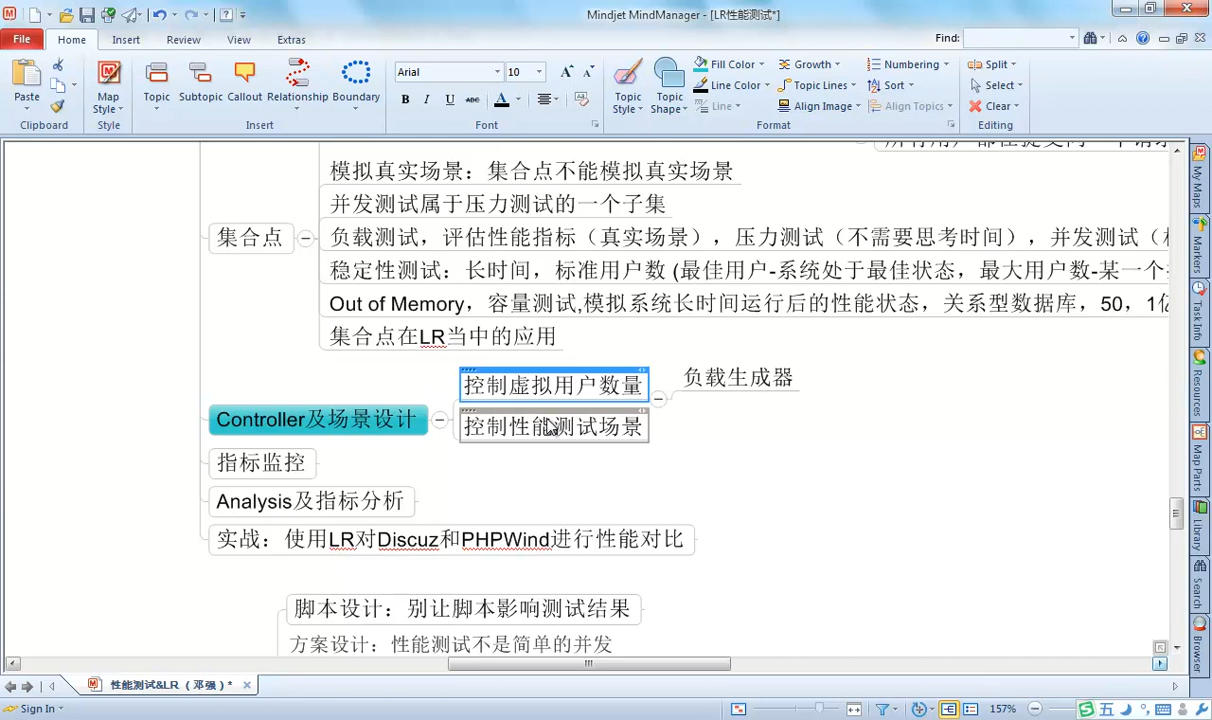 Mindjet MindManager - [LR性能测试*]
File
Home
Insert
Review
View
Extras
Find:
Paste
Map Style
Topic
Subtopic
Callout
Relationship
Boundary
Arial
10
B I U abc A
Topic Style
Topic Shape
Fill Color
Line Color
Line
Growth
Topic Lines
Align Image
Numbering
Sort
Align Topics
Split
Select
Clear
Clipboard
Style
Insert
Font
Format
Editing
模拟真实场景：集合点不能模拟真实场景
并发测试属于压力测试的一个子集
集合点
负载测试，评估性能指标（真实场景），压力测试（不需要思考时间），并发测试（
稳定性测试：长时间，标准用户数 (最佳用户-系统处于最佳状态，最大用户数-某一个
Out of Memory，容量测试,模拟系统长时间运行后的性能状态，关系型数据库，50，1亿
集合点在LR当中的应用
控制虚拟用户数量
负载生成器
Controller及场景设计
控制性能测试场景
指标监控
Analysis及指标分析
实战：使用LR对Discuz和PHPWind进行性能对比
脚本设计：别让脚本影响测试结果
方案设计：性能测试不是简单的并发
My Maps
Markers
Task Info
Resources
Map Parts
Library
Search
Browser
性能测试&LR （邓强）*
Sign In
157%
五